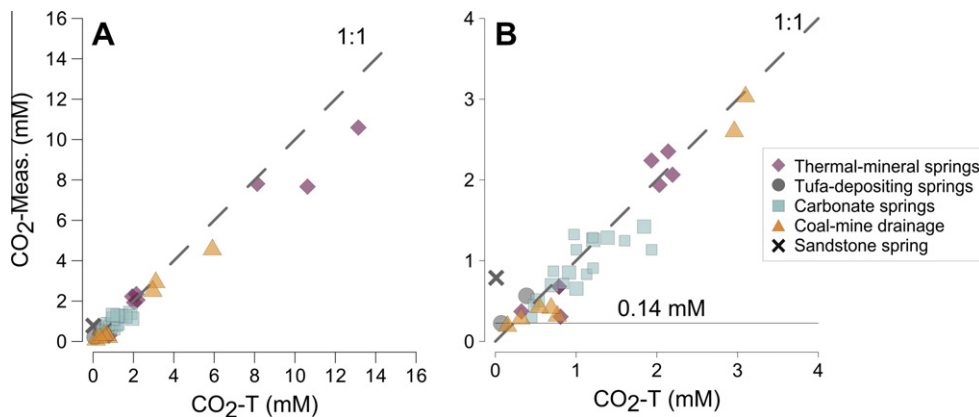 A
1:1
16
14
12
10
8
6
4
2
0
CO2-Meas. (mM)
0 2 4 6 8 10 12 14 16
CO2-T (mM)
B
1:1
4
3
2
1
0
0.14 mM
0 1 2 3 4
CO2-T (mM)
Thermal-mineral springs
Tufa-depositing springs
Carbonate springs
Coal-mine drainage
Sandstone spring